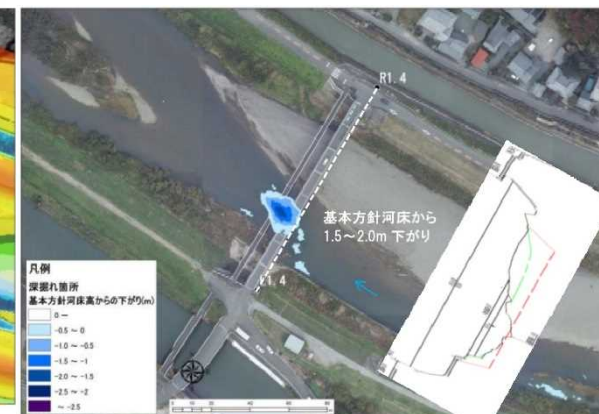 R1.4
基本方針河床から
1.5～2.0m 下がり
L1.4
凡例
深掘れ箇所
基本方針河床高からの下がり(m)
0 ―
-0.5 ～ 0
-1.0 ～ -0.5
-1.5 ～ -1
-2.0 ～ -1.5
-2.5 ～ -2
～ -2.5